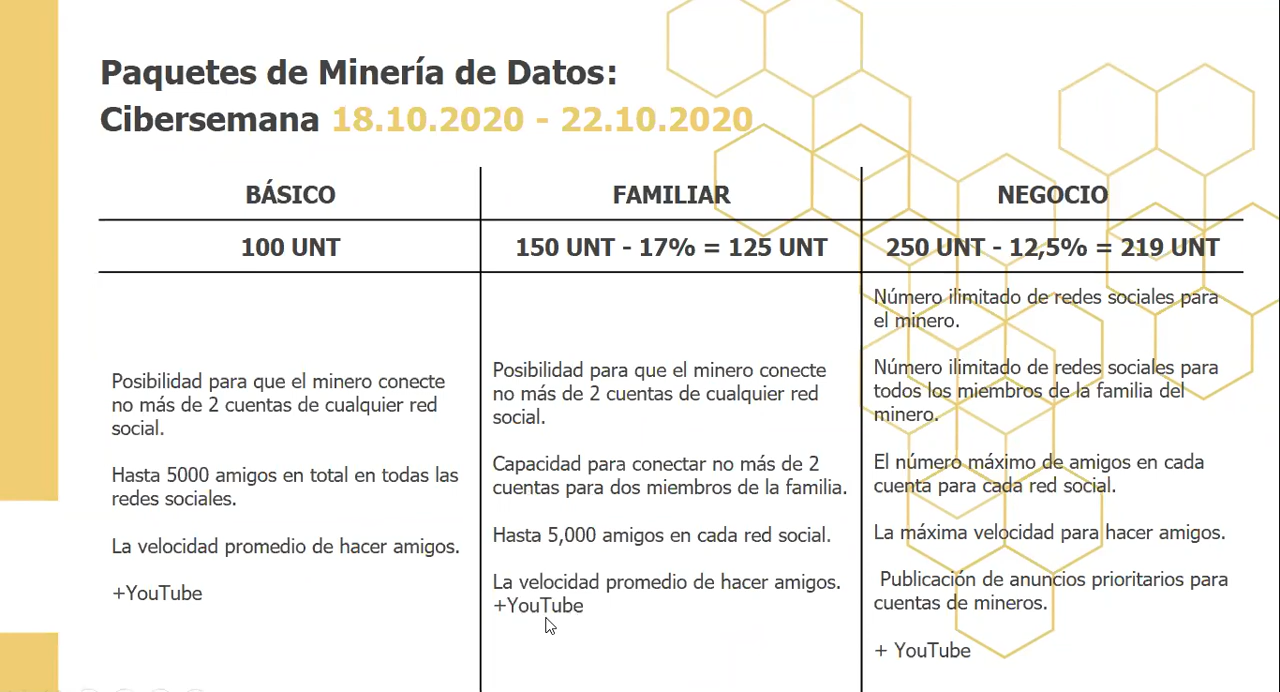 Paquetes de Minería de Datos:
Cibersemana 18.10.2020 - 22.10.2020
BÁSICO
FAMILIAR
NEGOCIO
100 UNT
150 UNT - 17% = 125 UNT
250 UNT - 12,5% = 219 UNT
Posibilidad para que el minero conecte
no más de 2 cuentas de cualquier red
social.
Hasta 5000 amigos en total en todas las
redes sociales.
La velocidad promedio de hacer amigos.
+YouTube
Posibilidad para que el minero conecte
no más de 2 cuentas de cualquier red
social.
Capacidad para conectar no más de 2
cuentas para dos miembros de la familia.
Hasta 5,000 amigos en cada red social.
La velocidad promedio de hacer amigos.
+YouTube
Número ilimitado de redes sociales para
el minero.
Número ilimitado de redes sociales para
todos los miembros de la familia del
minero.
El número máximo de amigos en cada
cuenta para cada red social.
La máxima velocidad para hacer amigos.
Publicación de anuncios prioritarios para
cuentas de mineros.
+ YouTube